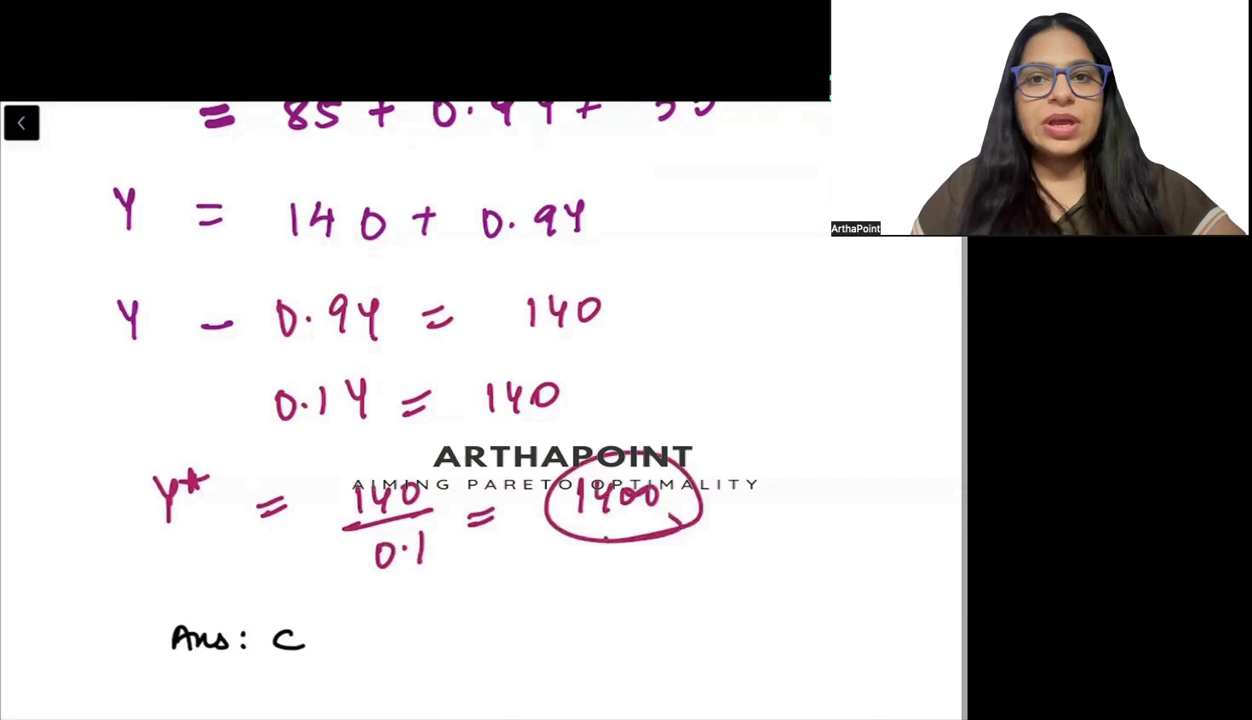 = 85 + 0.9Y + 55
Y = 140 + 0.9Y
Y - 0.9Y = 140
0.1Y = 140
ARTHAPOINT
AIMING PARETO OPTIMALITY
Y* = 140/0.1 = 1400
Ans: C
ArthaPoint